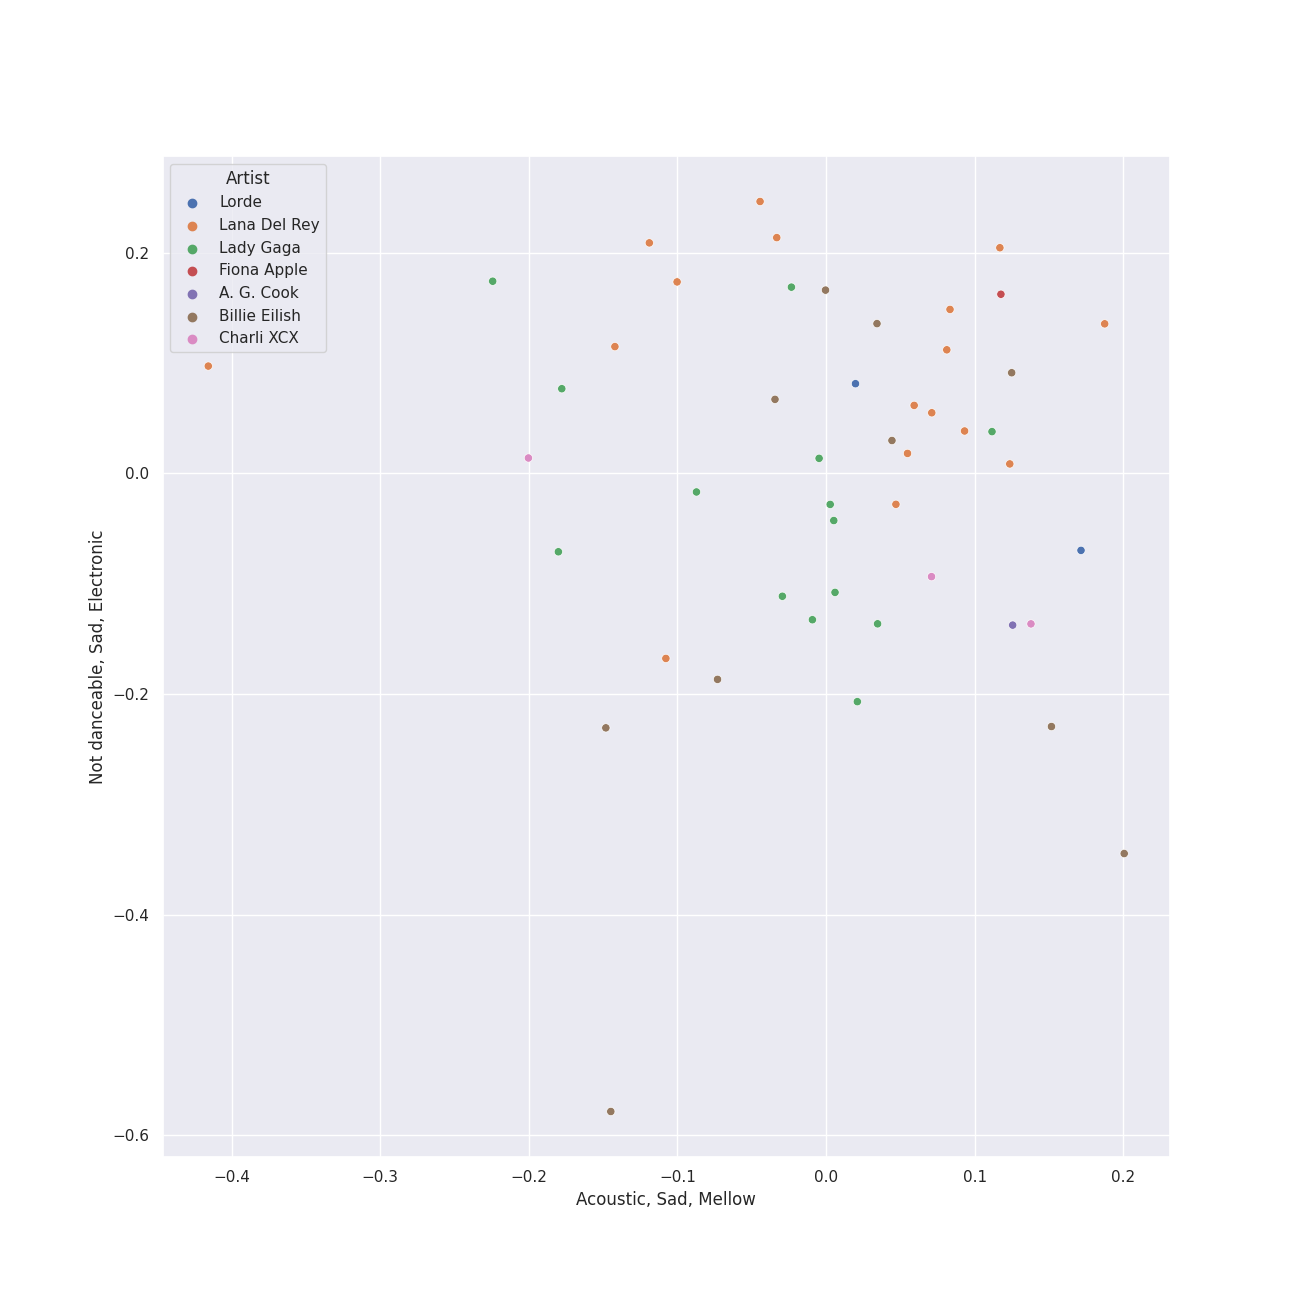 Artist
Lorde
Lana Del Rey
Lady Gaga
Fiona Apple
A. G. Cook
Billie Eilish
Charli XCX
0.2
0.0
−0.2
−0.4
−0.6
Not danceable, Sad, Electronic
−0.4 −0.3 −0.2 −0.1 0.0 0.1 0.2
Acoustic, Sad, Mellow